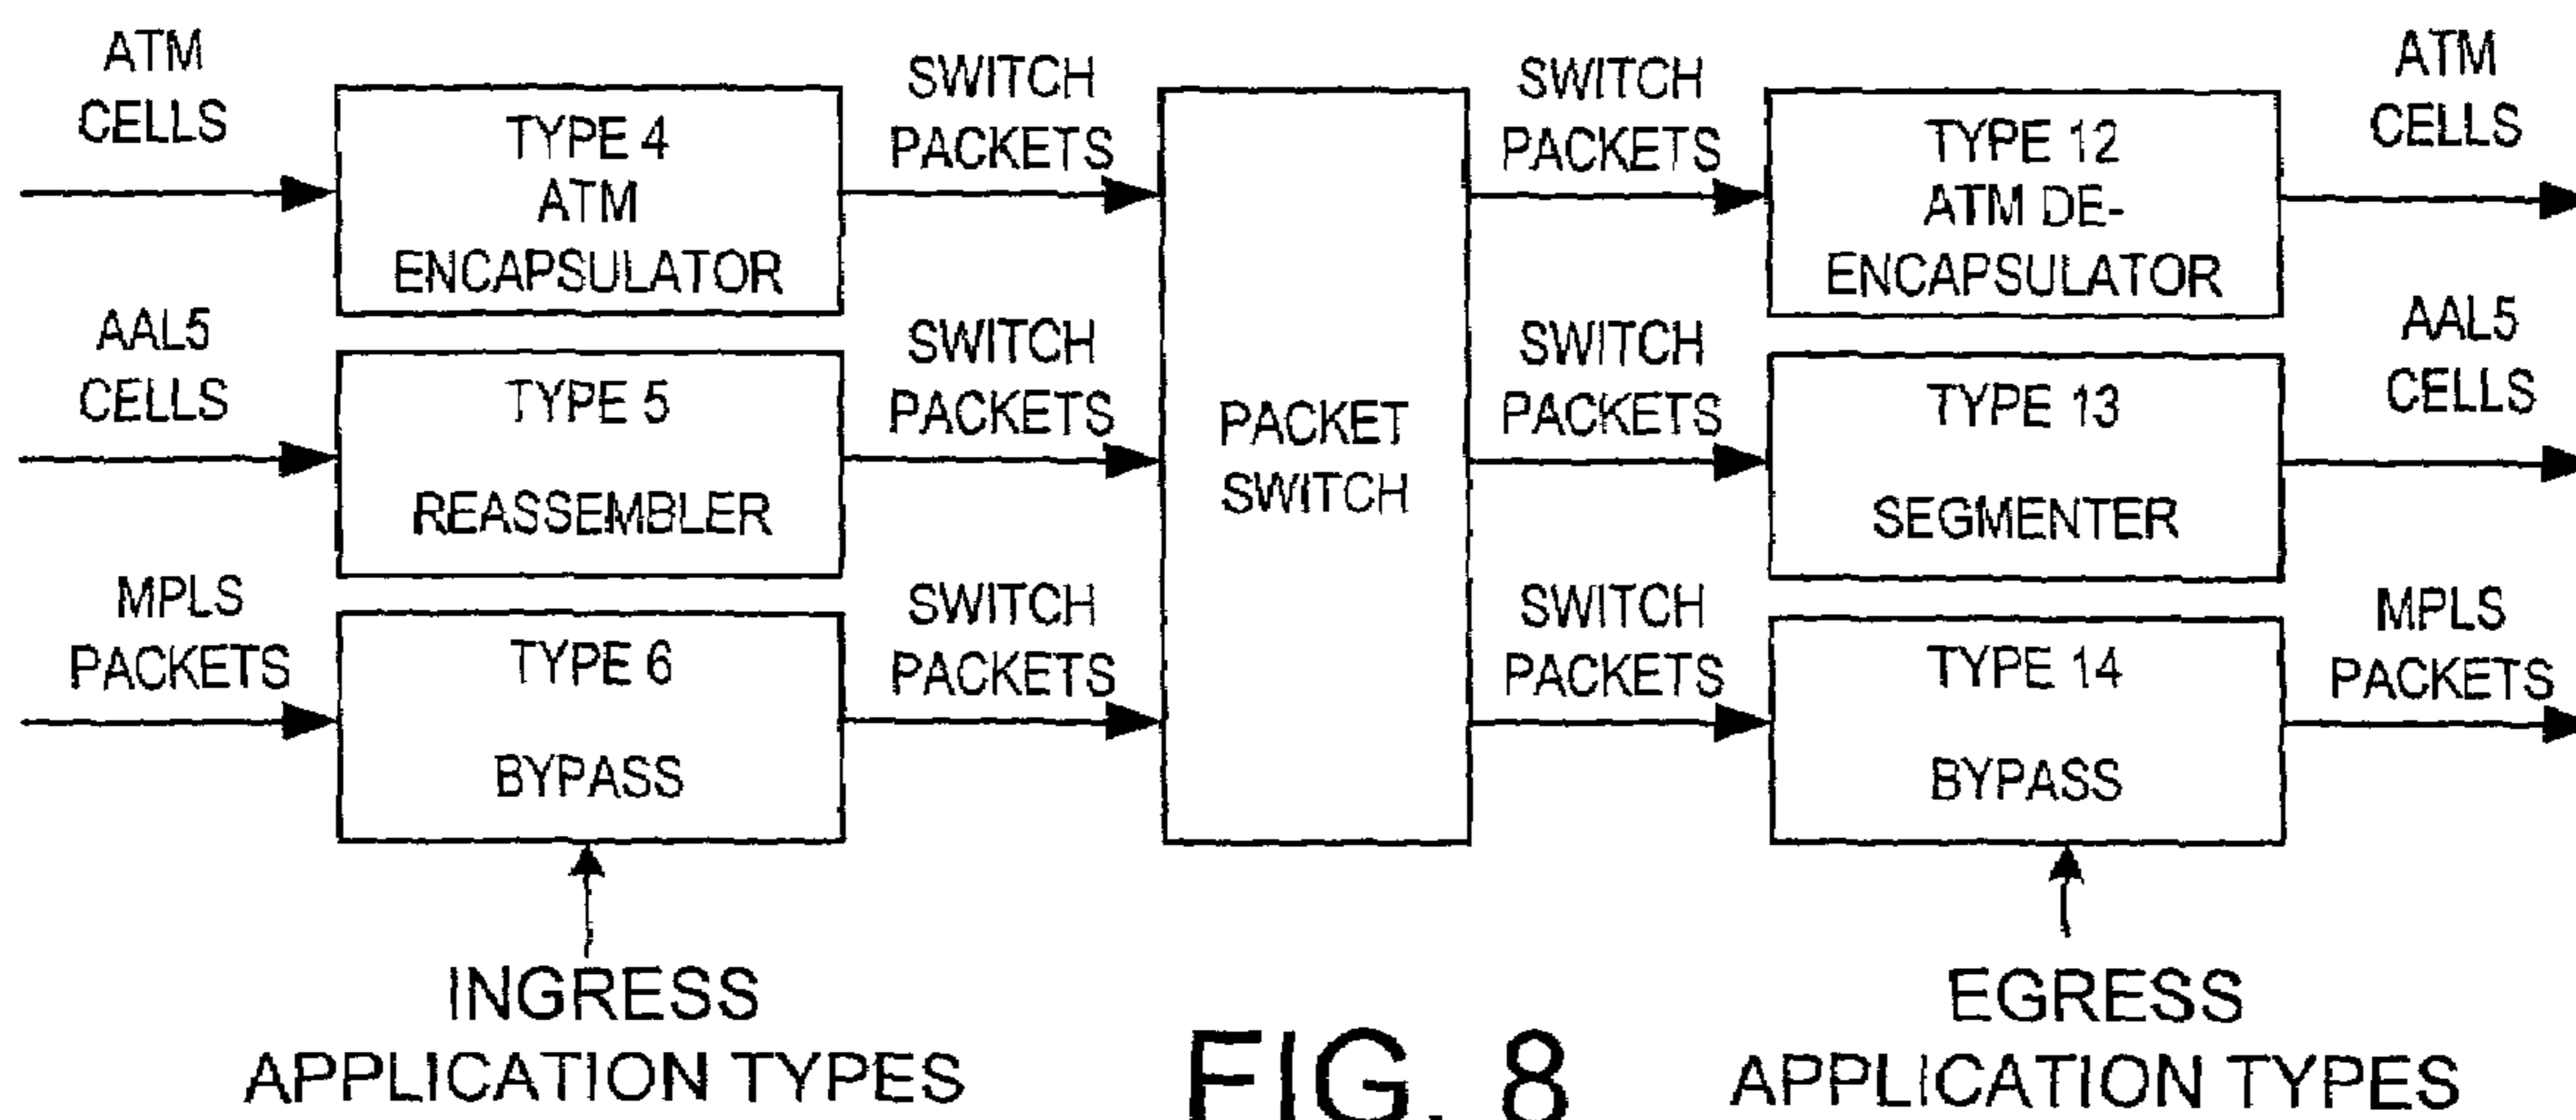 ATM
CELLS
TYPE 4
ATM
ENCAPSULATOR
SWITCH
PACKETS
SWITCH
PACKETS
TYPE 12
ATM DE-
ENCAPSULATOR
ATM
CELLS
AAL5
CELLS
TYPE 5
REASSEMBLER
SWITCH
PACKETS
PACKET
SWITCH
SWITCH
PACKETS
TYPE 13
SEGMENTER
AAL5
CELLS
MPLS
PACKETS
TYPE 6
BYPASS
SWITCH
PACKETS
SWITCH
PACKETS
TYPE 14
BYPASS
MPLS
PACKETS
INGRESS
APPLICATION TYPES
FIG. 8
EGRESS
APPLICATION TYPES